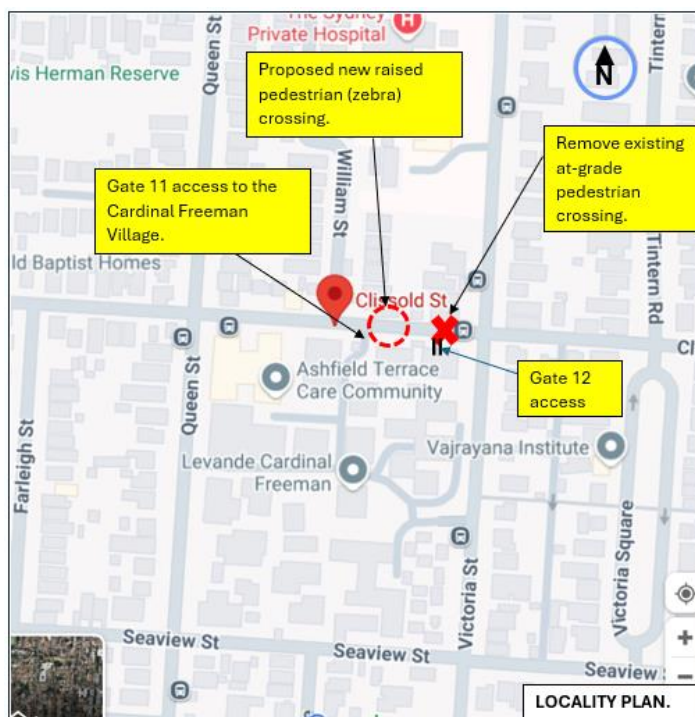 The Sydney
Private Hospital
H
vis Herman Reserve
Queen St
Tintern
N
Proposed new raised
pedestrian (zebra)
crossing.
Remove existing
at-grade
pedestrian
crossing.
William St
Gate 11 access to the
Cardinal Freeman
Village.
ld Baptist Homes
Clissold St
Tintern Rd
Cl
Gate 12
access
Ashfield Terrace
Care Community
Farleigh St
Queen St
Levande Cardinal
Freeman
Vajrayana Institute
Victoria St
Victoria Square
Seaview St
Seaview St
Seaview
LOCALITY PLAN.